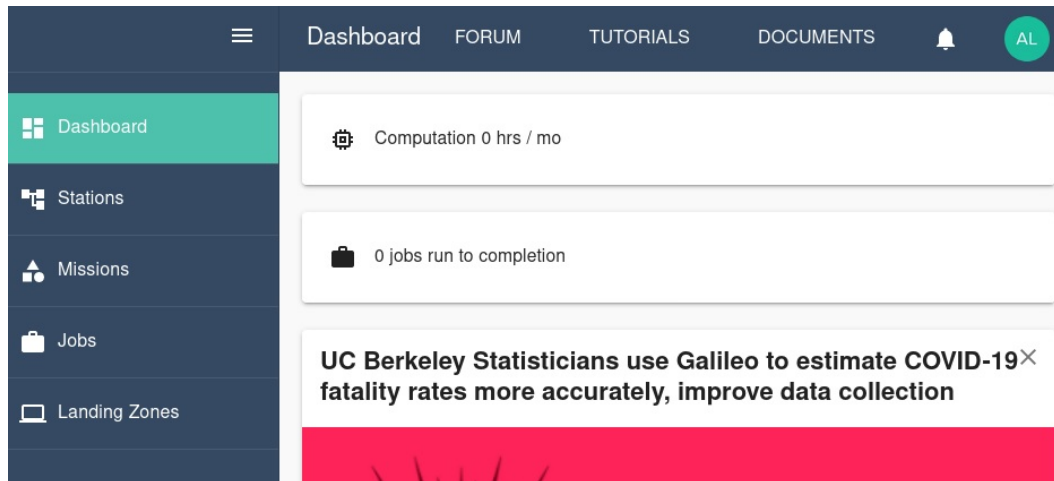 Dashboard FORUM TUTORIALS DOCUMENTS AL
Dashboard
Stations
Missions
Jobs
Landing Zones
Computation 0 hrs / mo
0 jobs run to completion
UC Berkeley Statisticians use Galileo to estimate COVID-19
fatality rates more accurately, improve data collection